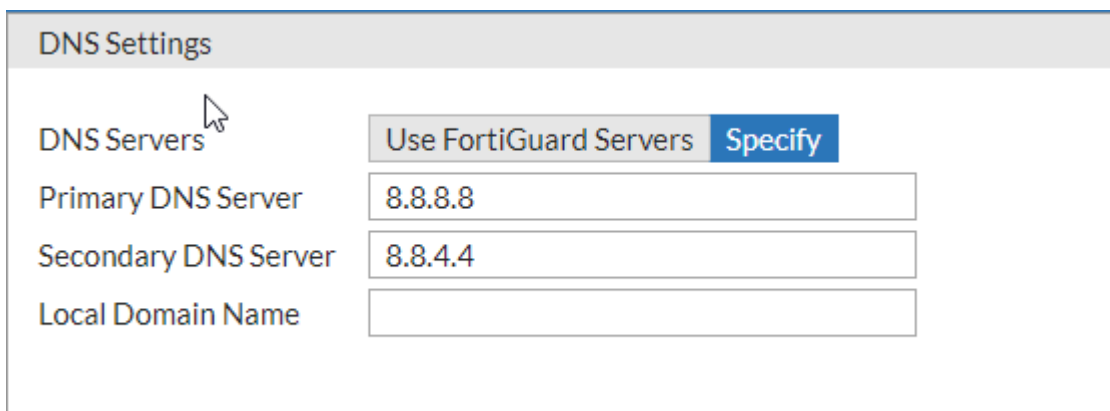 DNS Settings
DNS Servers Use FortiGuard Servers Specify
Primary DNS Server 8.8.8.8
Secondary DNS Server 8.8.4.4
Local Domain Name